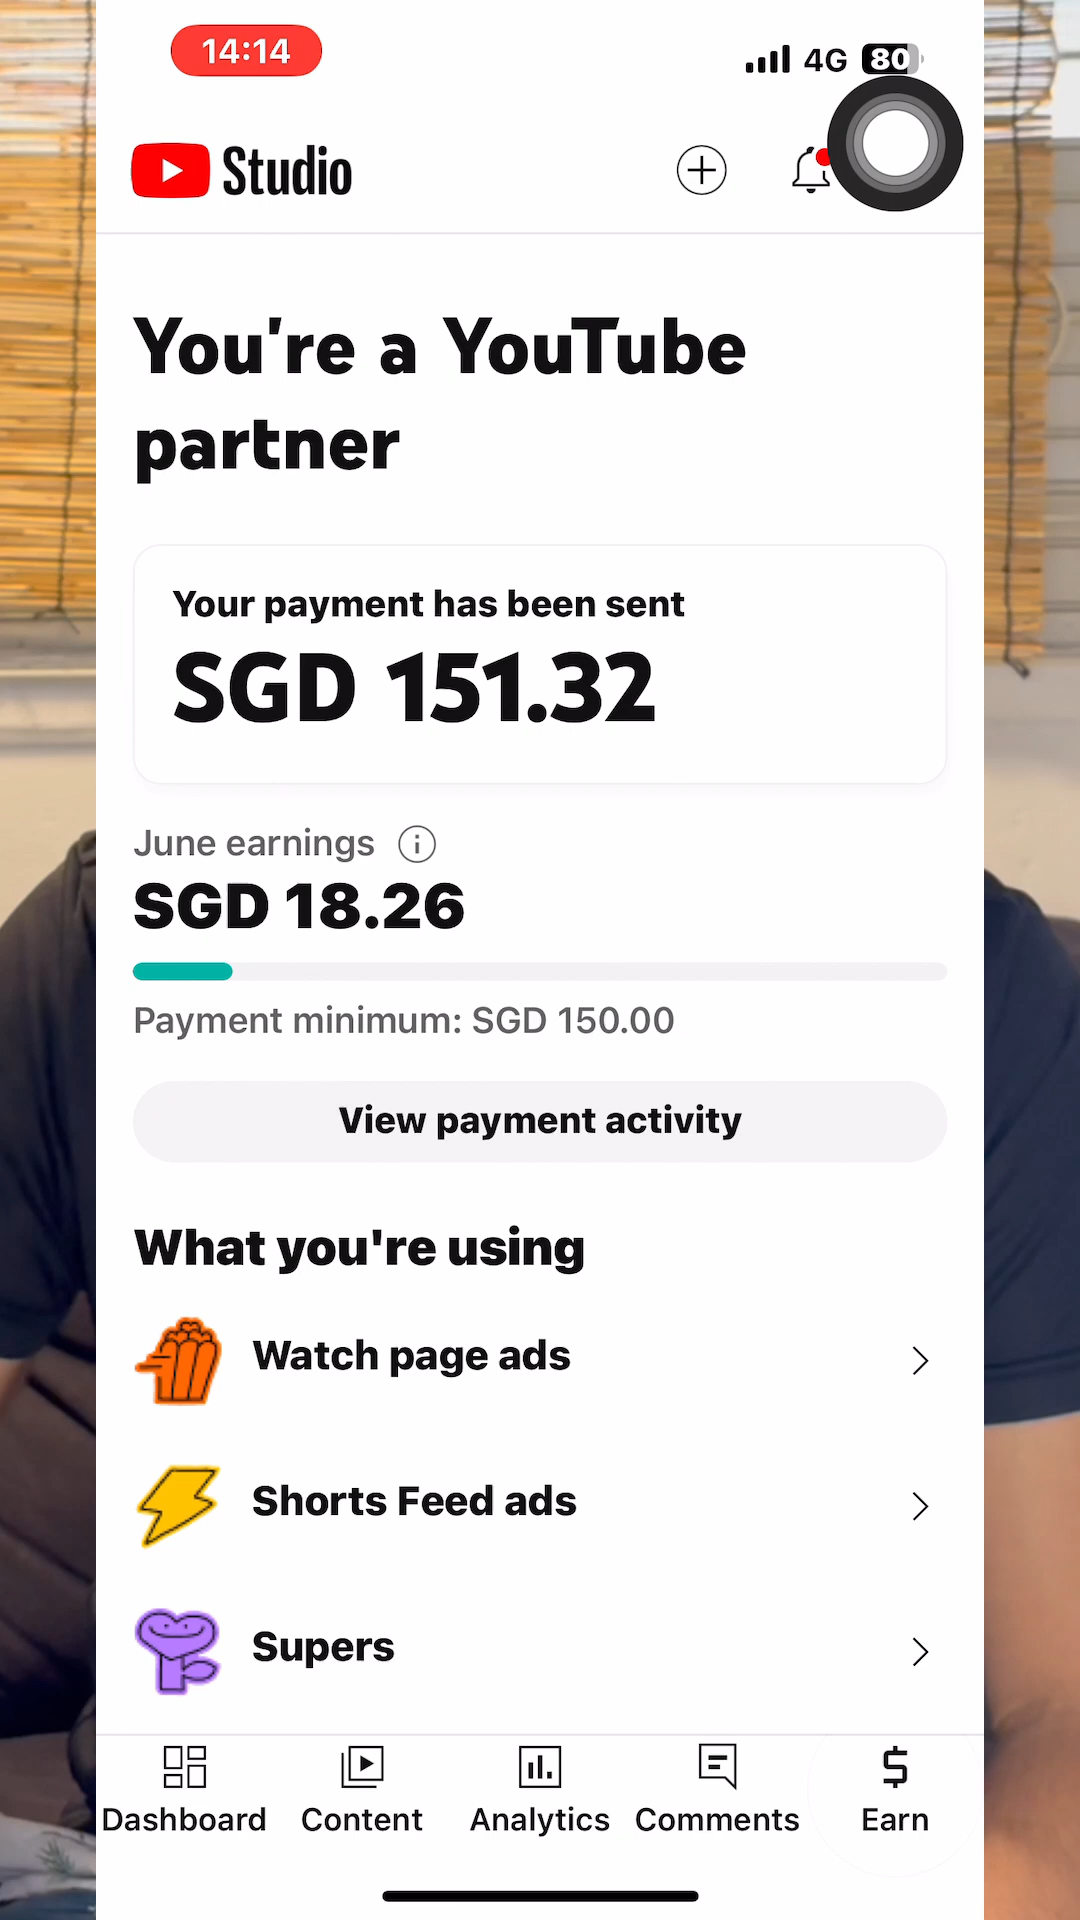 14:14
4G 80
Studio
You're a YouTube
partner
Your payment has been sent
SGD 151.32
June earnings
SGD 18.26
Payment minimum: SGD 150.00
View payment activity
What you're using
Watch page ads
Shorts Feed ads
Supers
Dashboard Content Analytics Comments Earn